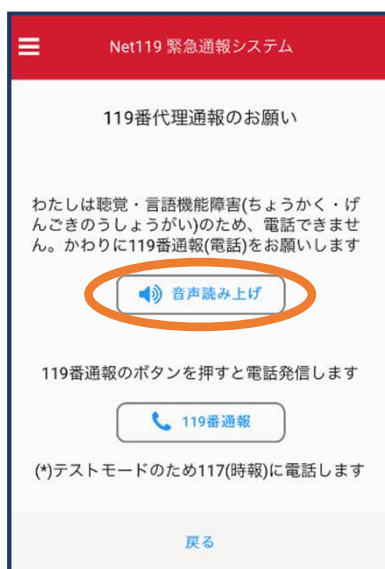 Net119 緊急通報システム
119番代理通報のお願い
わたしは聴覚・言語機能障害(ちょうかく・げ
んごきのうしょうがい)のため、電話できませ
ん。かわりに119番通報(電話)をお願いします
音声読み上げ
119番通報のボタンを押すと電話発信します
119番通報
(*)テストモードのため117(時報)に電話します
戻る